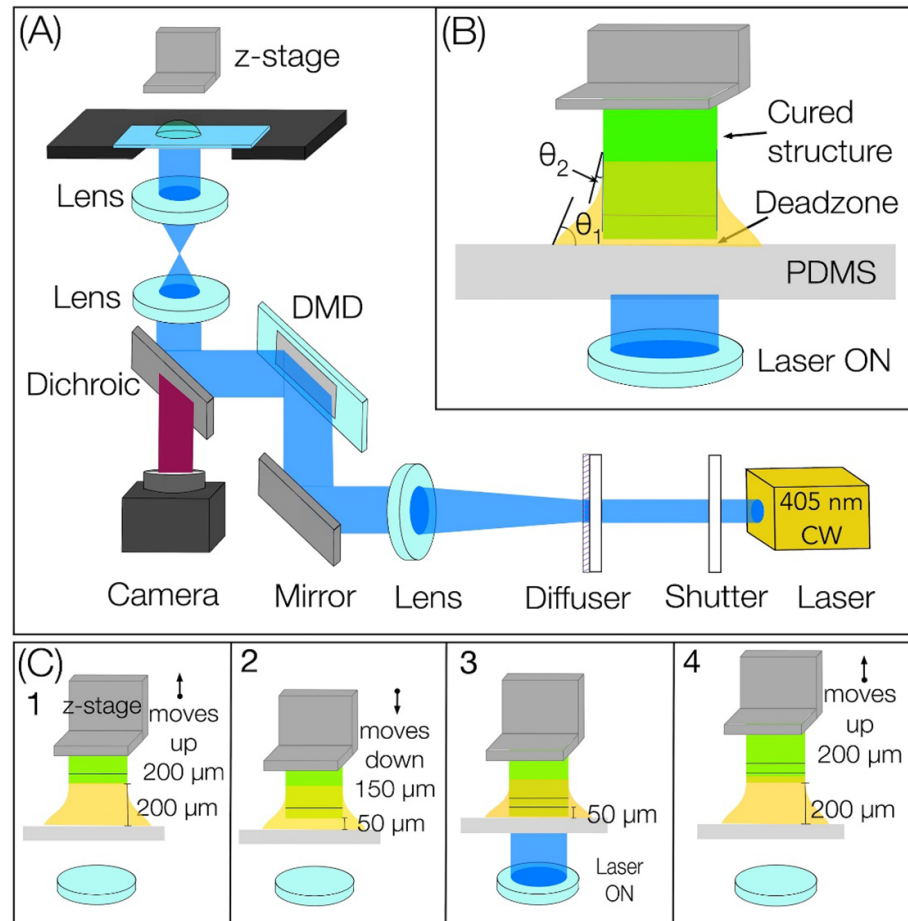 (A)
z-stage
Lens
Lens
DMD
Dichroic
405 nm
CW
Camera
Mirror
Lens
Diffuser
Shutter
Laser
(B)
Cured
structure
θ2
Deadzone
θ1
PDMS
Laser ON
(C)
1
z-stage
moves
up
200 µm
200 µm
2
moves
down
150 µm
50 µm
3
50 µm
Laser
ON
4
moves
up
200 µm
200 µm